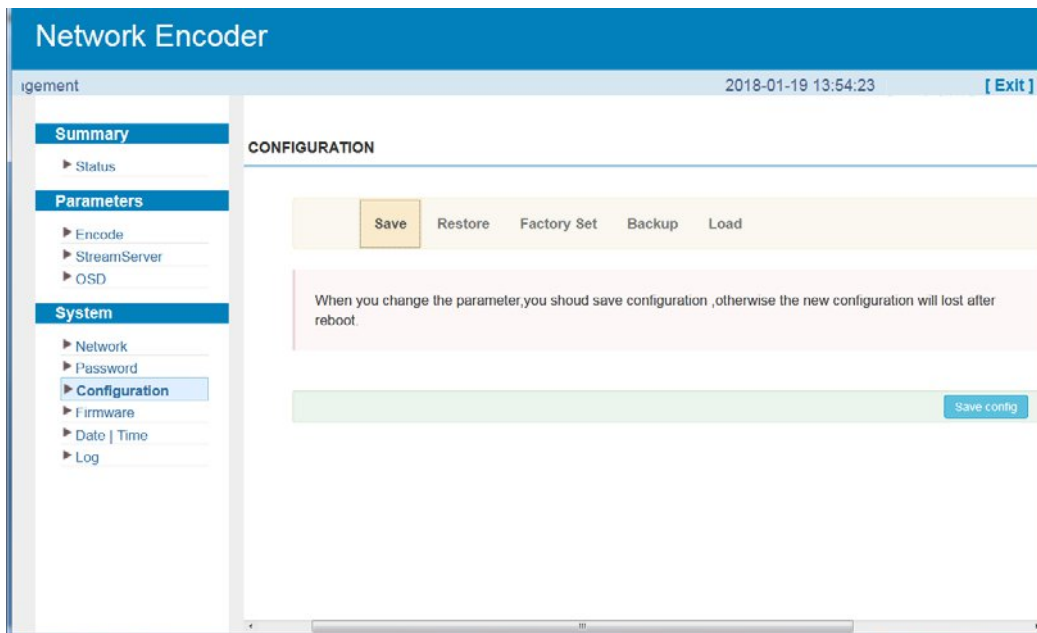 Network Encoder
2018-01-19 13:54:23
[ Exit ]
Summary
Status
Parameters
Encode
StreamServer
OSD
System
Network
Password
Configuration
Firmware
Date | Time
Log
CONFIGURATION
Save Restore Factory Set Backup Load
When you change the parameter,you shoud save configuration ,otherwise the new configuration will lost after
reboot.
Save config